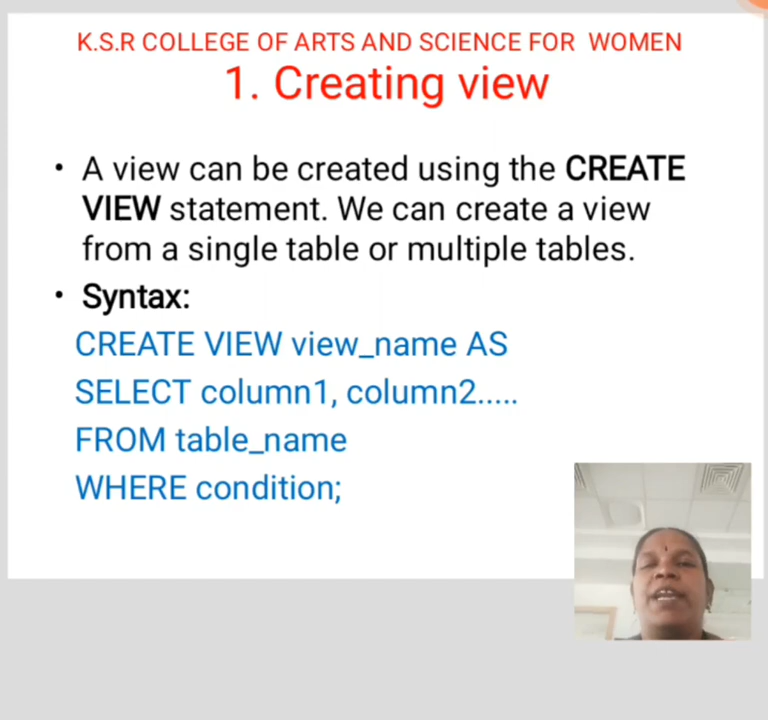 K.S.R COLLEGE OF ARTS AND SCIENCE FOR WOMEN
1. Creating view
• A view can be created using the CREATE
VIEW statement. We can create a view
from a single table or multiple tables.
• Syntax:
CREATE VIEW view_name AS
SELECT column1, column2.....
FROM table_name
WHERE condition;